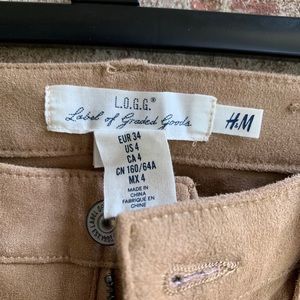 L.O.G.G.®
Label of Graded Goods
H&M
EUR 34
US 4
CA 4
CN 160/64A
MX 4
MADE IN
CHINA
FABRIQUÉ EN
CHINE